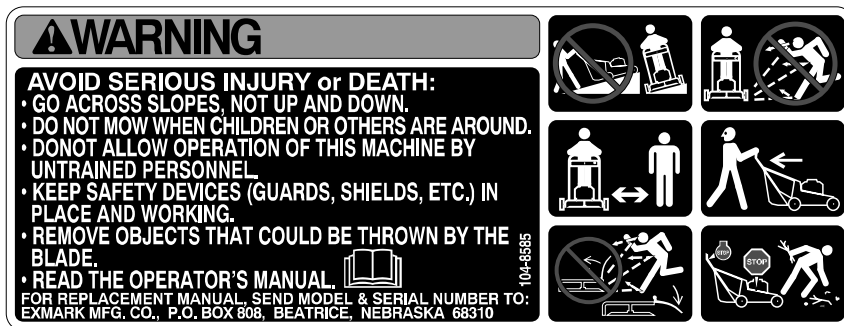 WARNING
AVOID SERIOUS INJURY or DEATH:
• GO ACROSS SLOPES, NOT UP AND DOWN.
• DO NOT MOW WHEN CHILDREN OR OTHERS ARE AROUND.
• DONOT ALLOW OPERATION OF THIS MACHINE BY
UNTRAINED PERSONNEL.
• KEEP SAFETY DEVICES (GUARDS, SHIELDS, ETC.) IN
PLACE AND WORKING.
• REMOVE OBJECTS THAT COULD BE THROWN BY THE
BLADE.
• READ THE OPERATOR'S MANUAL.
FOR REPLACEMENT MANUAL, SEND MODEL & SERIAL NUMBER TO:
EXMARK MFG. CO., P.O. BOX 808, BEATRICE, NEBRASKA 68310
104-8585
STOP
STOP